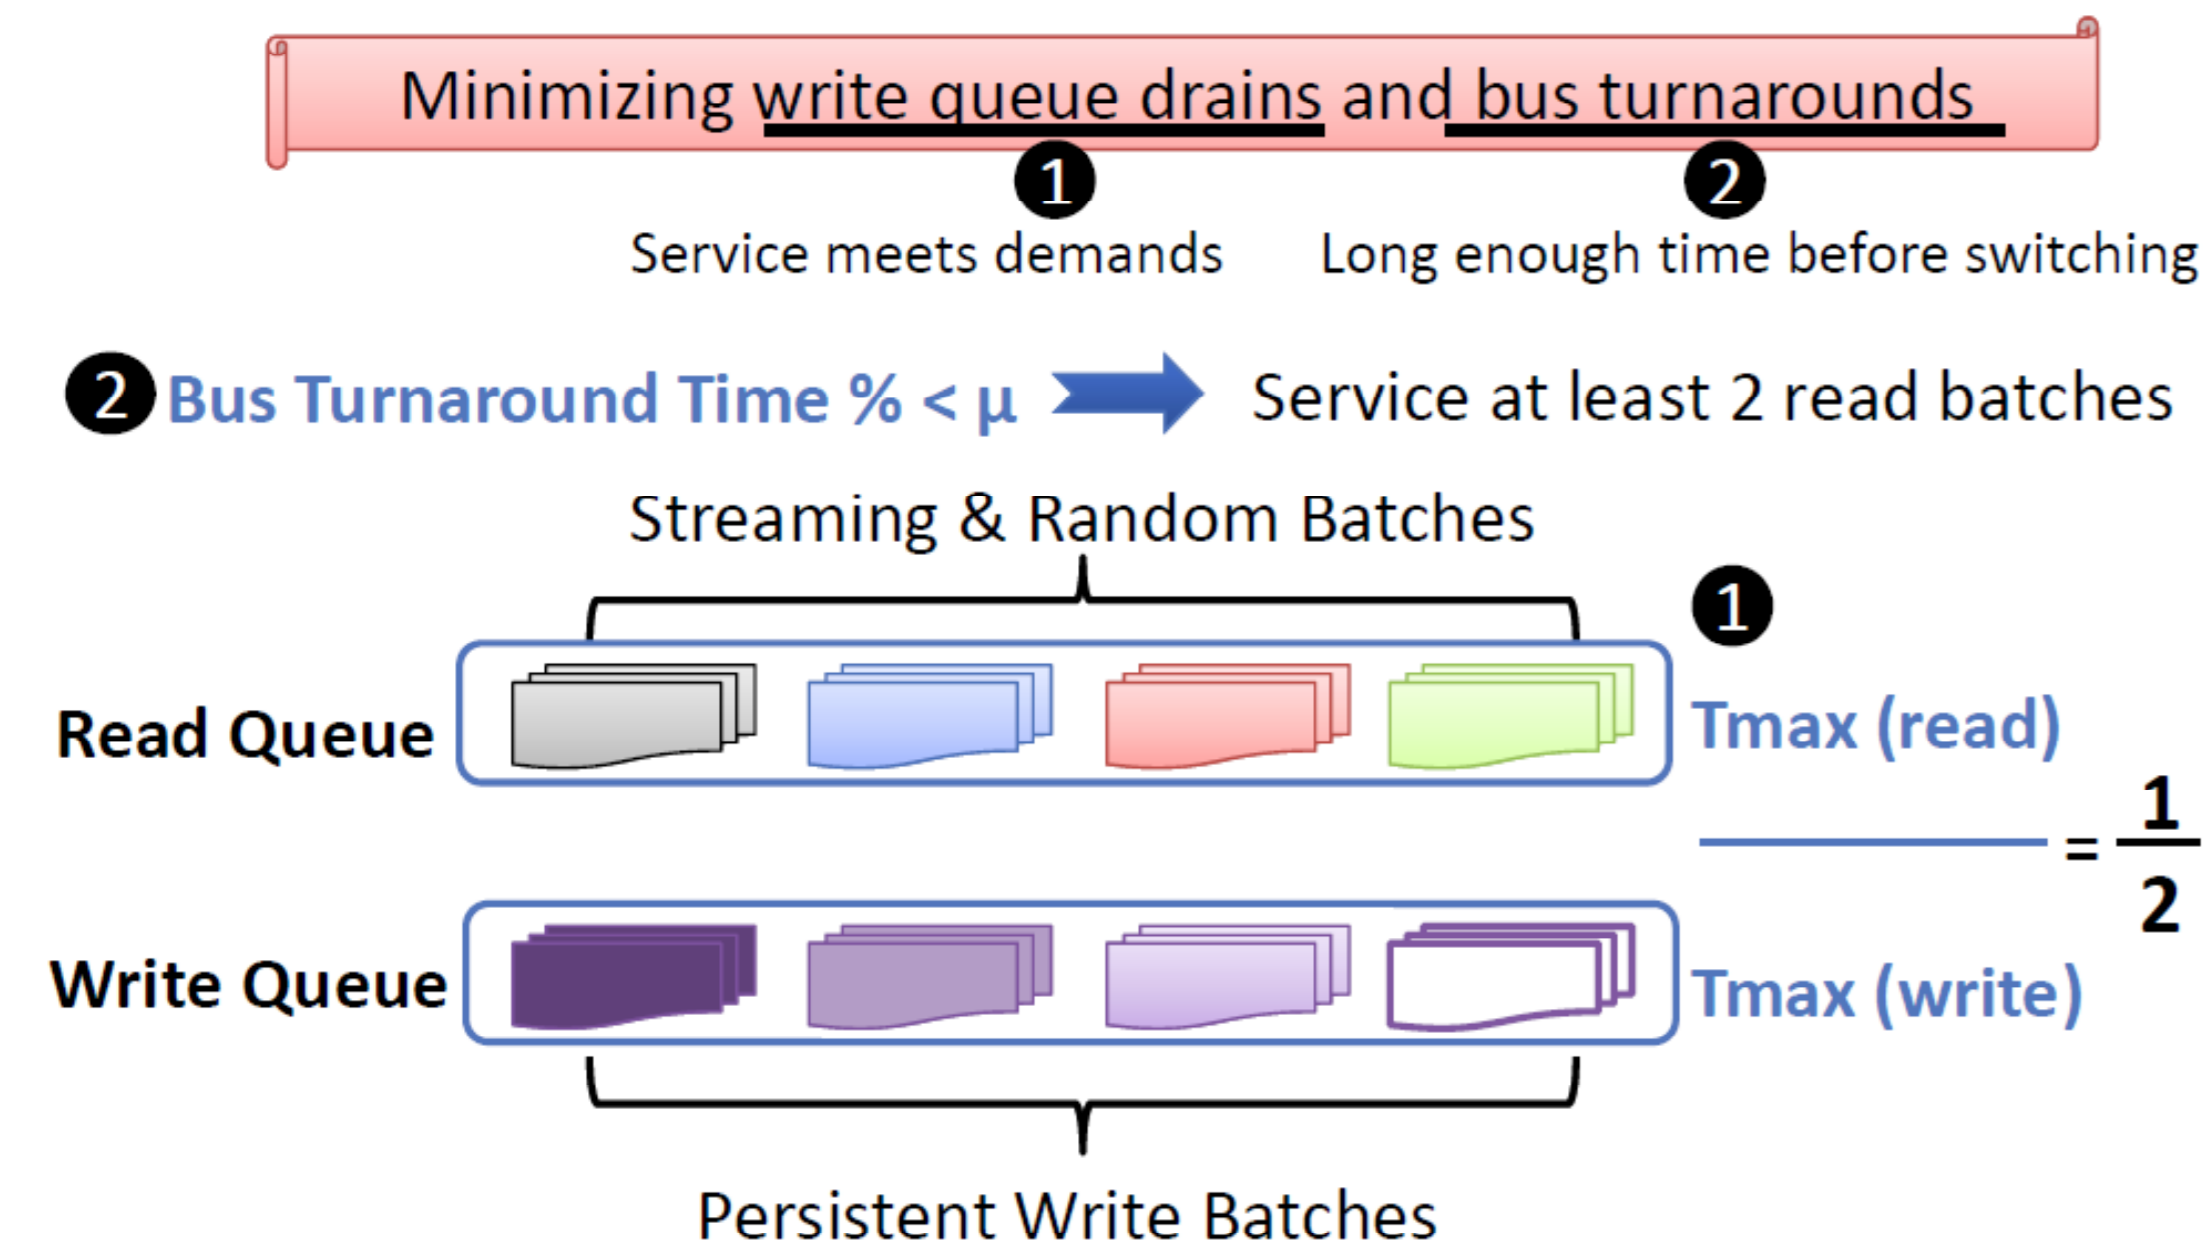 Minimizing write queue drains and bus turnarounds
1 2
Service meets demands Long enough time before switching
2 Bus Turnaround Time % < μ Service at least 2 read batches
Streaming & Random Batches
1
Read Queue Tmax (read)
= 1
2
Write Queue Tmax (write)
Persistent Write Batches